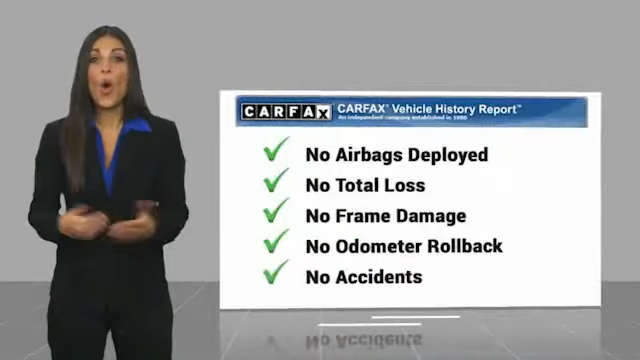 CARFAX CARFAX® Vehicle History Report™
An independent company established in 1986
No Airbags Deployed
No Total Loss
No Frame Damage
No Odometer Rollback
No Accidents